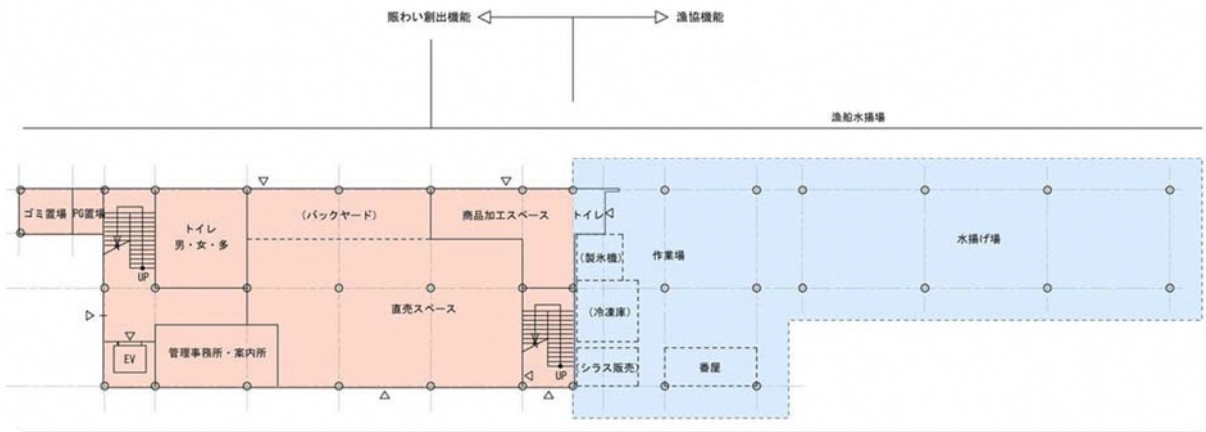 賑わい創出機能
漁協機能
漁船水揚場
ゴミ置場
PG置場
トイレ
男・女・多
(バックヤード)
商品加工スペース
トイレ
(製氷機)
作業場
水揚げ場
UP
直売スペース
(冷凍庫)
EV
管理事務所・案内所
UP
(シラス販売)
番屋